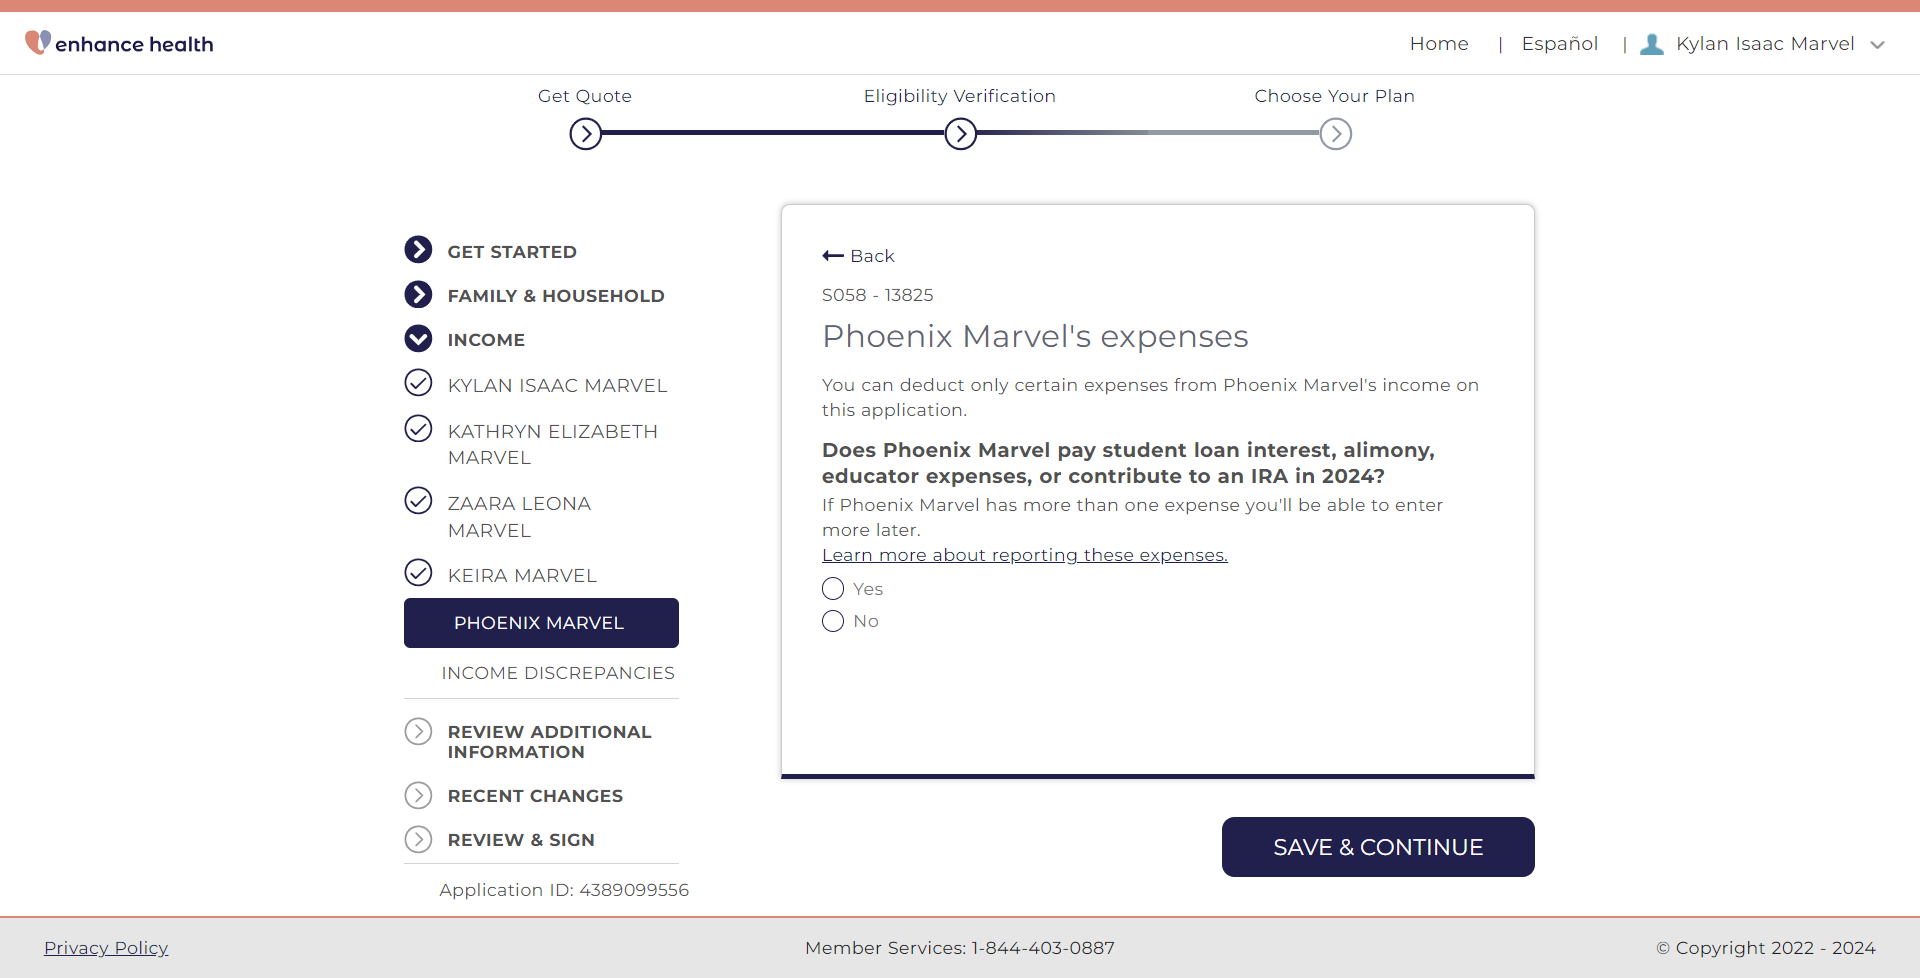 enhance health
Home | Español | Kylan Isaac Marvel
Get Quote
Eligibility Verification
Choose Your Plan
GET STARTED
FAMILY & HOUSEHOLD
INCOME
KYLAN ISAAC MARVEL
KATHRYN ELIZABETH
MARVEL
ZAARA LEONA
MARVEL
KEIRA MARVEL
PHOENIX MARVEL
INCOME DISCREPANCIES
REVIEW ADDITIONAL
INFORMATION
RECENT CHANGES
REVIEW & SIGN
Application ID: 4389099556
Back
S058 - 13825
Phoenix Marvel's expenses
You can deduct only certain expenses from Phoenix Marvel's income on
this application.
Does Phoenix Marvel pay student loan interest, alimony,
educator expenses, or contribute to an IRA in 2024?
If Phoenix Marvel has more than one expense you'll be able to enter
more later.
Learn more about reporting these expenses.
Yes
No
SAVE & CONTINUE
Privacy Policy
Member Services: 1-844-403-0887
© Copyright 2022 - 2024